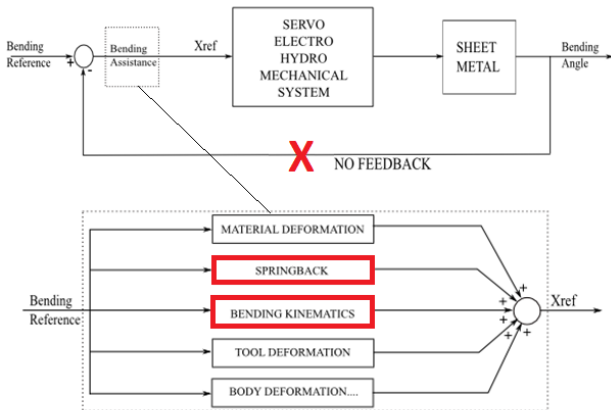 Bending
Reference
+
-
Bending
Assistance
Xref
SERVO
ELECTRO
HYDRO
MECHANICAL
SYSTEM
SHEET
METAL
Bending
Angle
X
NO FEEDBACK
MATERIAL DEFORMATION
SPRINGBACK
Bending
Reference
BENDING KINEMATICS
TOOL DEFORMATION
BODY DEFORMATION....
+
+
+
+
+
Xref